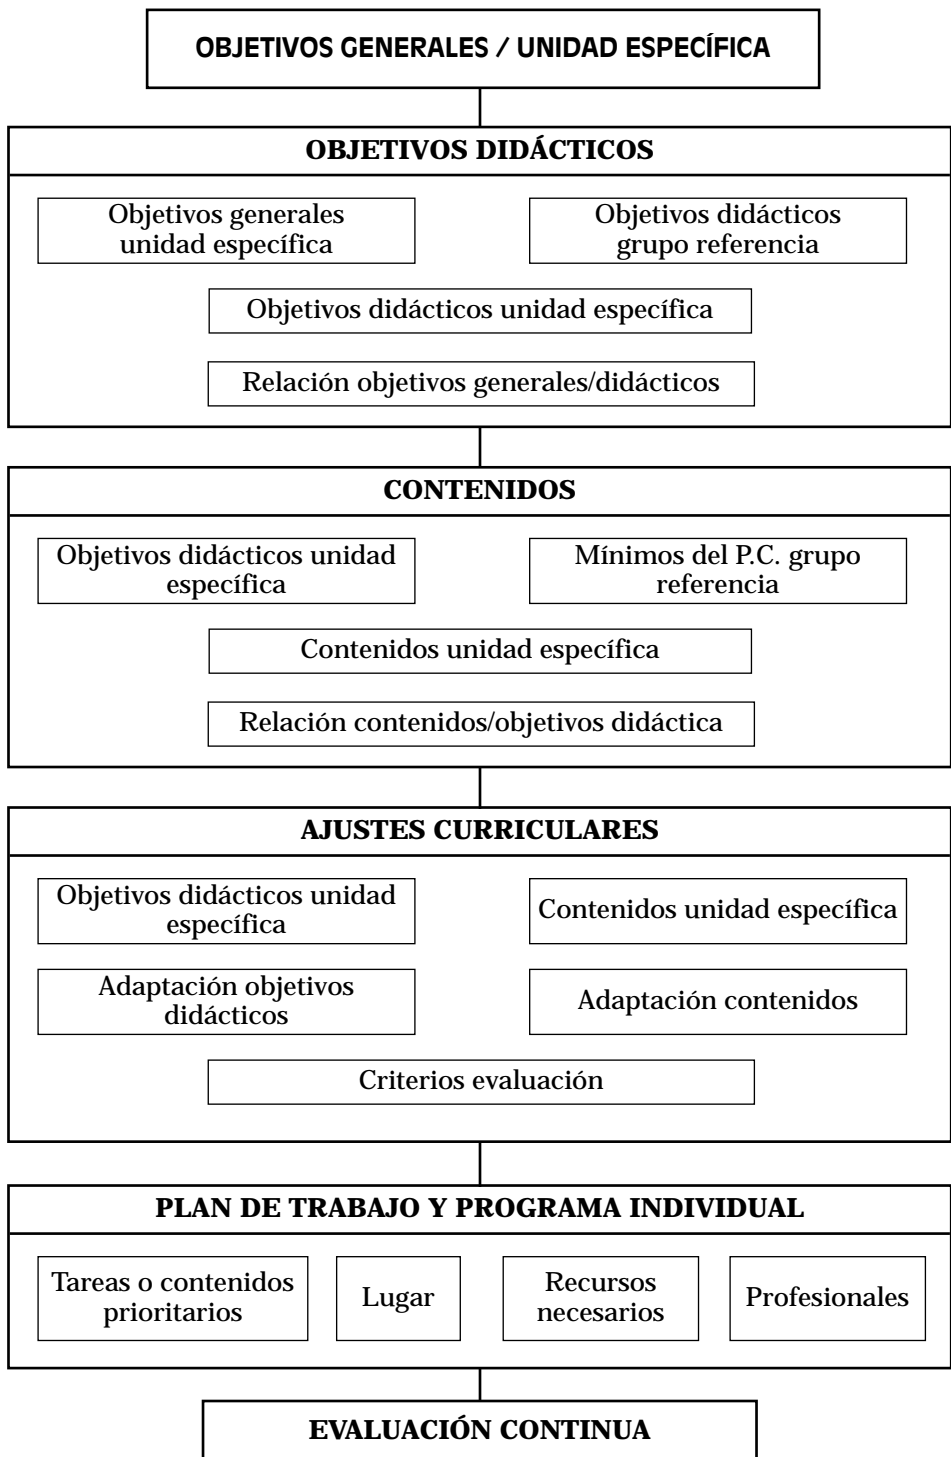 OBJETIVOS GENERALES / UNIDAD ESPECÍFICA
OBJETIVOS DIDÁCTICOS
Objetivos generales
unidad específica
Objetivos didácticos
grupo referencia
Objetivos didácticos unidad específica
Relación objetivos generales/didácticos
CONTENIDOS
Objetivos didácticos unidad
específica
Mínimos del P.C. grupo
referencia
Contenidos unidad específica
Relación contenidos/objetivos didáctica
AJUSTES CURRICULARES
Objetivos didácticos unidad
específica
Contenidos unidad específica
Adaptación objetivos
didácticos
Adaptación contenidos
Criterios evaluación
PLAN DE TRABAJO Y PROGRAMA INDIVIDUAL
Tareas o contenidos
prioritarios
Lugar
Recursos
necesarios
Profesionales
EVALUACIÓN CONTINUA